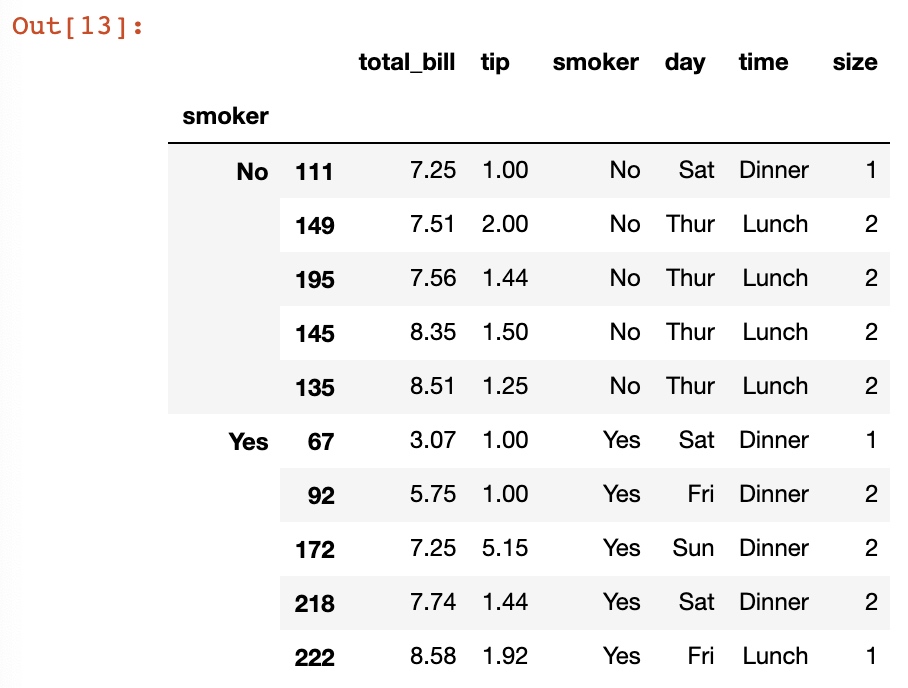 Out[13]:
total_bill tip smoker day time size
smoker
No 111 7.25 1.00 No Sat Dinner 1
149 7.51 2.00 No Thur Lunch 2
195 7.56 1.44 No Thur Lunch 2
145 8.35 1.50 No Thur Lunch 2
135 8.51 1.25 No Thur Lunch 2
Yes 67 3.07 1.00 Yes Sat Dinner 1
92 5.75 1.00 Yes Fri Dinner 2
172 7.25 5.15 Yes Sun Dinner 2
218 7.74 1.44 Yes Sat Dinner 2
222 8.58 1.92 Yes Fri Lunch 1